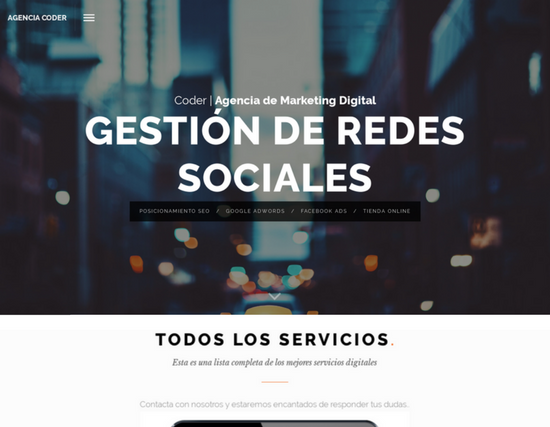 AGENCIA CODER
Coder | Agencia de Marketing Digital
GESTIÓN DE REDES
SOCIALES
POSICIONAMIENTO SEO / GOOGLE ADWORDS / FACEBOOK ADS / TIENDA ONLINE
TODOS LOS SERVICIOS.
Esta es una lista completa de los mejores servicios digitales
Contacta con nosotros y estaremos encantados de responder tus dudas.